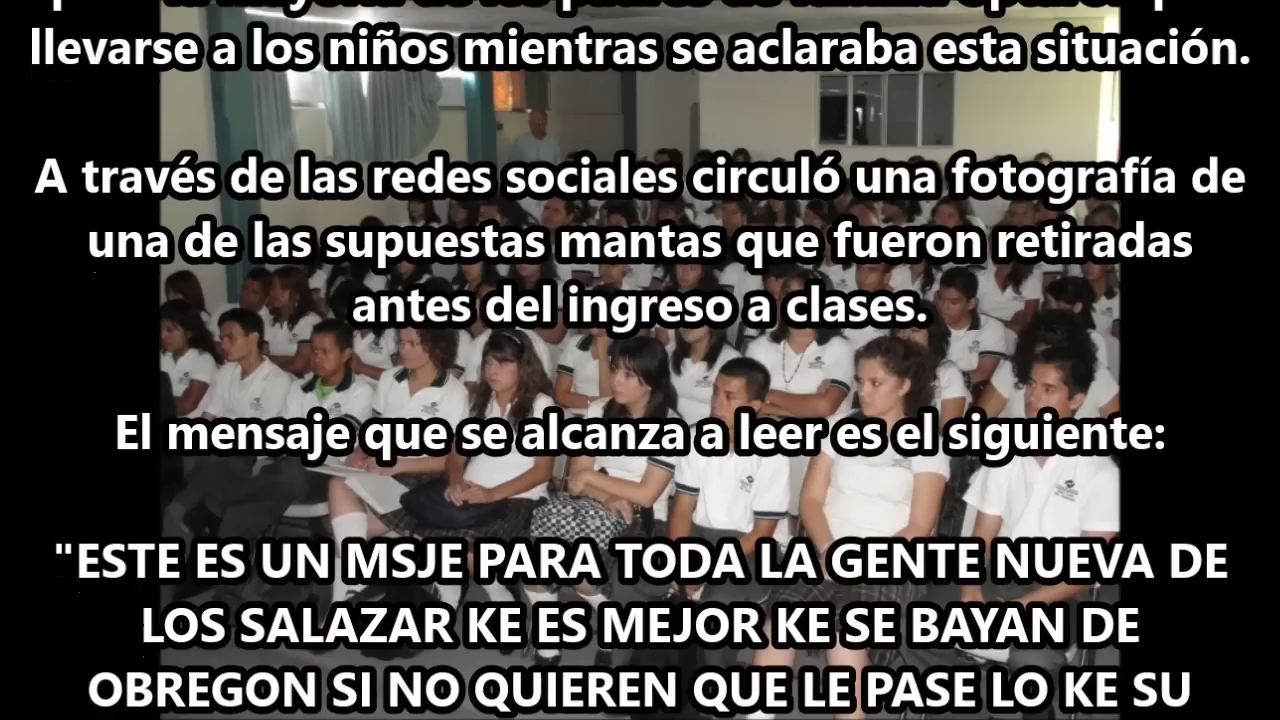 llevarse a los niños mientras se aclaraba esta situación.
A través de las redes sociales circuló una fotografía de
una de las supuestas mantas que fueron retiradas
antes del ingreso a clases.
El mensaje que se alcanza a leer es el siguiente:
"ESTE ES UN MSJE PARA TODA LA GENTE NUEVA DE
LOS SALAZAR KE ES MEJOR KE SE BAYAN DE
OBREGON SI NO QUIEREN QUE LE PASE LO KE SU